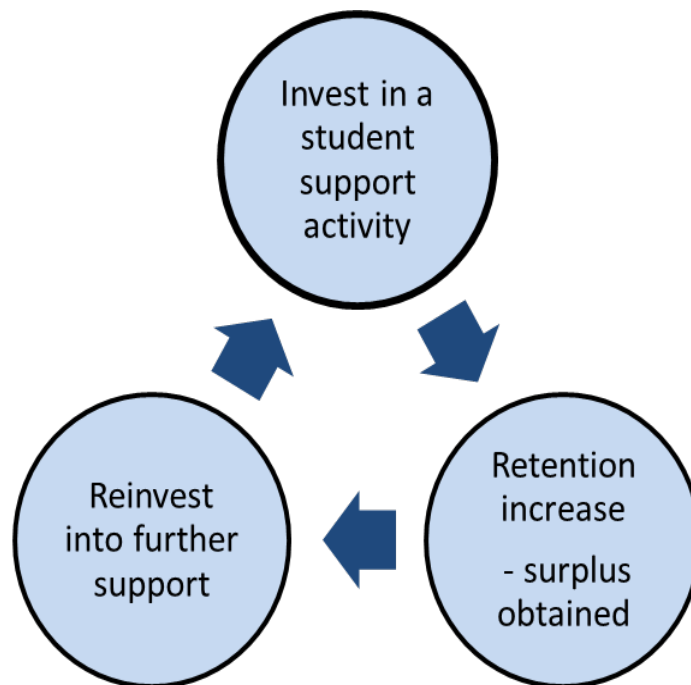 Invest in a
student
support
activity
Retention
increase
- surplus
obtained
Reinvest
into further
support